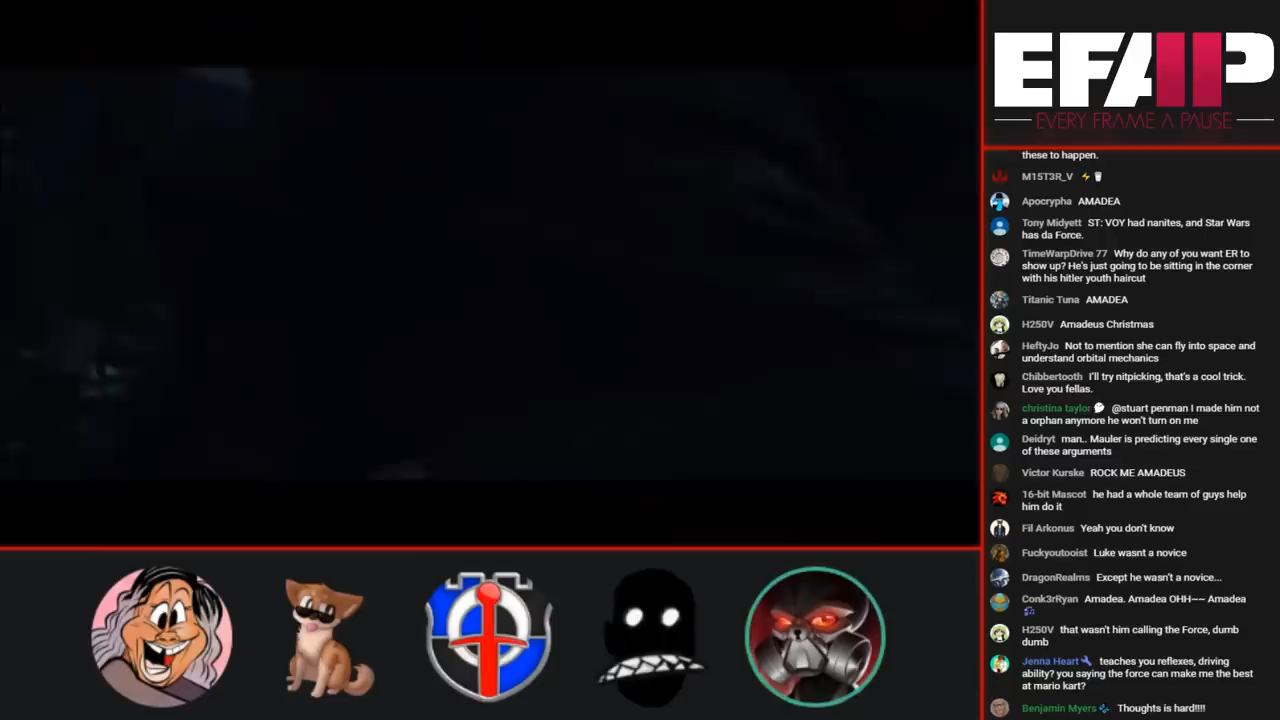 EFAP
EVERY FRAME A PAUSE
these to happen.
M15T3R_V ⚡🥛
Apocrypha AMADEA
Tony Midyett ST: VOY had nanites, and Star Wars
has da Force.
TimeWarpDrive 77 Why do any of you want ER to
show up? He's just going to be sitting in the corner
with his hitler youth haircut
Titanic Tuna AMADEA
H250V Amadeus Christmas
HeftyJo Not to mention she can fly into space and
understand orbital mechanics
Chibbertooth I'll try nitpicking, that's a cool trick.
Love you fellas.
christina taylor @stuart penman I made him not
a orphan anymore he won't turn on me
Deidryt man.. Mauler is predicting every single one
of these arguments
Victor Kurske ROCK ME AMADEUS
16-bit Mascot he had a whole team of guys help
him do it
Fil Arkonus Yeah you don't know
Fuckyoutooist Luke wasnt a novice
DragonRealms Except he wasn't a novice...
Conk3rRyan Amadea. Amadea OHH~~ Amadea
🎶
H250V that wasn't him calling the Force, dumb
dumb
Jenna Heart teaches you reflexes, driving
ability? you saying the force can make me the best
at mario kart?
Benjamin Myers Thoughts is hard!!!!